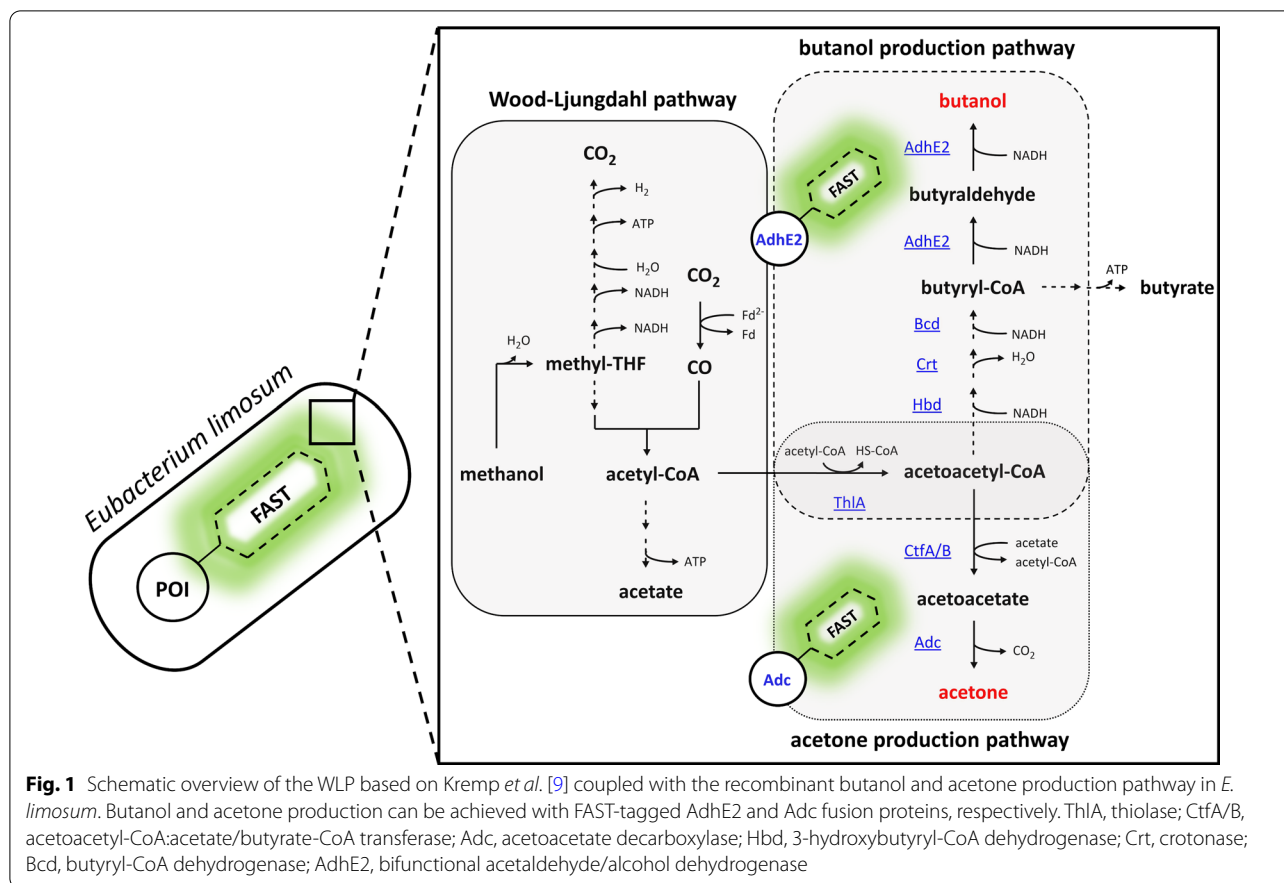 butanol production pathway
Wood-Ljungdahl pathway
butanol
AdhE2
NADH
FAST
butyraldehyde
AdhE2
AdhE2
NADH
butyryl-CoA
ATP
butyrate
Bcd
NADH
Crt
H2O
Hbd
NADH
CO2
H2
ATP
H2O
NADH
NADH
CO2
Fd2-
Fd
CO
H2O
methyl-THF
methanol
acetyl-CoA
ATP
acetate
acetyl-CoA
HS-CoA
acetoacetyl-CoA
ThlA
CtfA/B
acetate
acetyl-CoA
acetoacetate
FAST
Adc
Adc
CO2
acetone
acetone production pathway
Eubacterium limosum
FAST
POI
Fig. 1 Schematic overview of the WLP based on Kremp et al. [9] coupled with the recombinant butanol and acetone production pathway in E.
limosum. Butanol and acetone production can be achieved with FAST-tagged AdhE2 and Adc fusion proteins, respectively. ThlA, thiolase; CtfA/B,
acetoacetyl-CoA:acetate/butyrate-CoA transferase; Adc, acetoacetate decarboxylase; Hbd, 3-hydroxybutyryl-CoA dehydrogenase; Crt, crotonase;
Bcd, butyryl-CoA dehydrogenase; AdhE2, bifunctional acetaldehyde/alcohol dehydrogenase